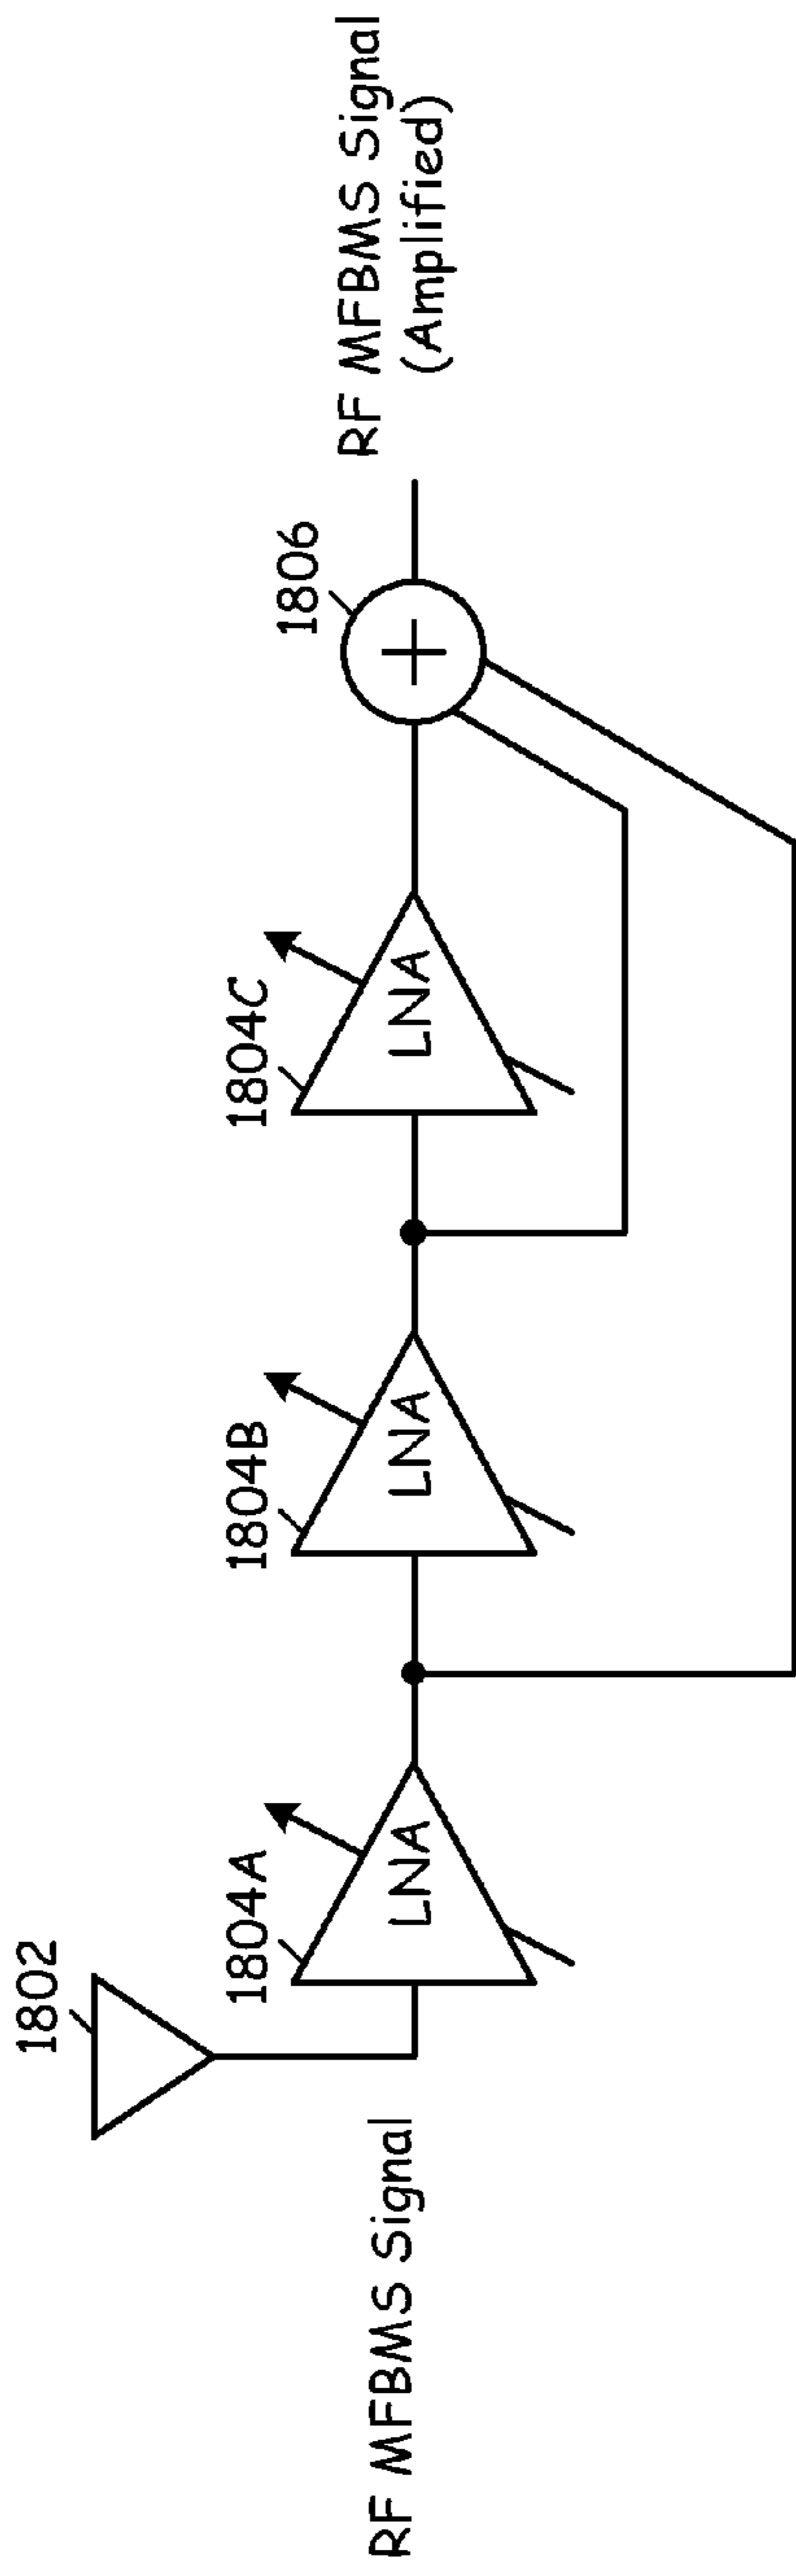 1802
RF MFBMS Signal
1804A
LNA
1804B
LNA
1804C
LNA
1806
+
RF MFBMS Signal
(Amplified)